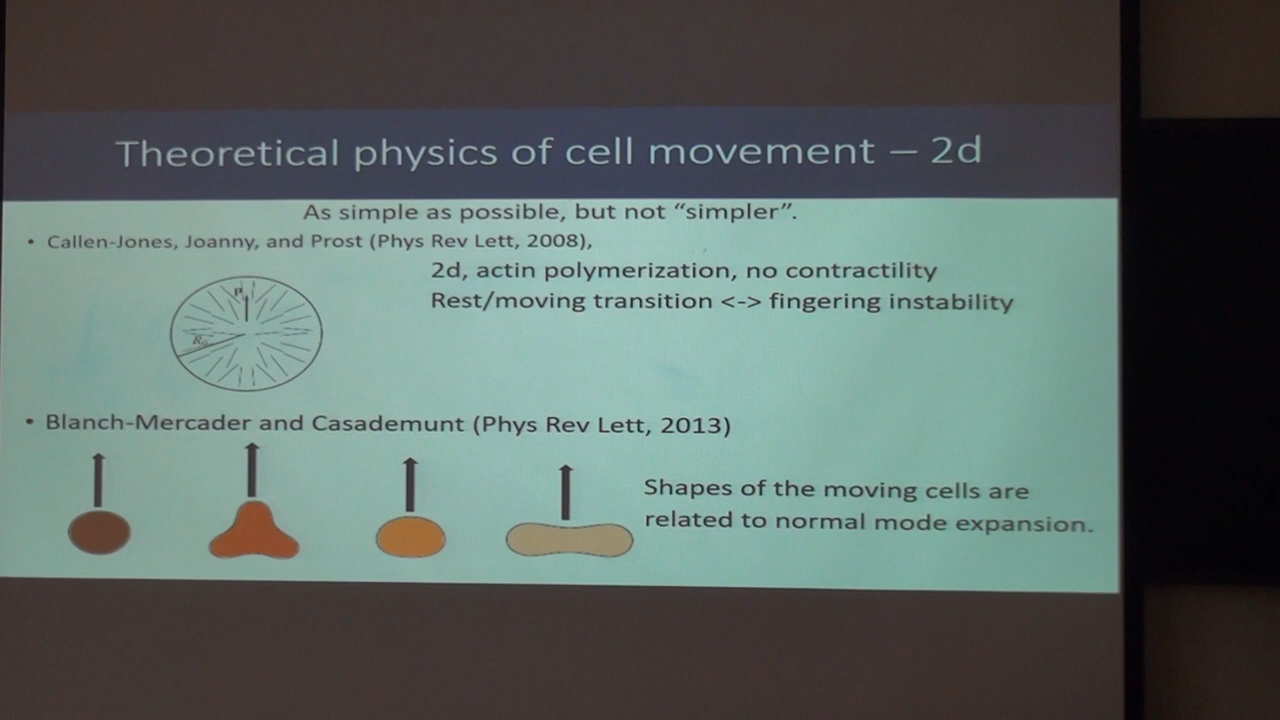 Theoretical physics of cell movement – 2d
As simple as possible, but not “simpler”.
• Callen-Jones, Joanny, and Prost (Phys Rev Lett, 2008),
2d, actin polymerization, no contractility
Rest/moving transition <-> fingering instability
P
R₀
• Blanch-Mercader and Casademunt (Phys Rev Lett, 2013)
Shapes of the moving cells are
related to normal mode expansion.